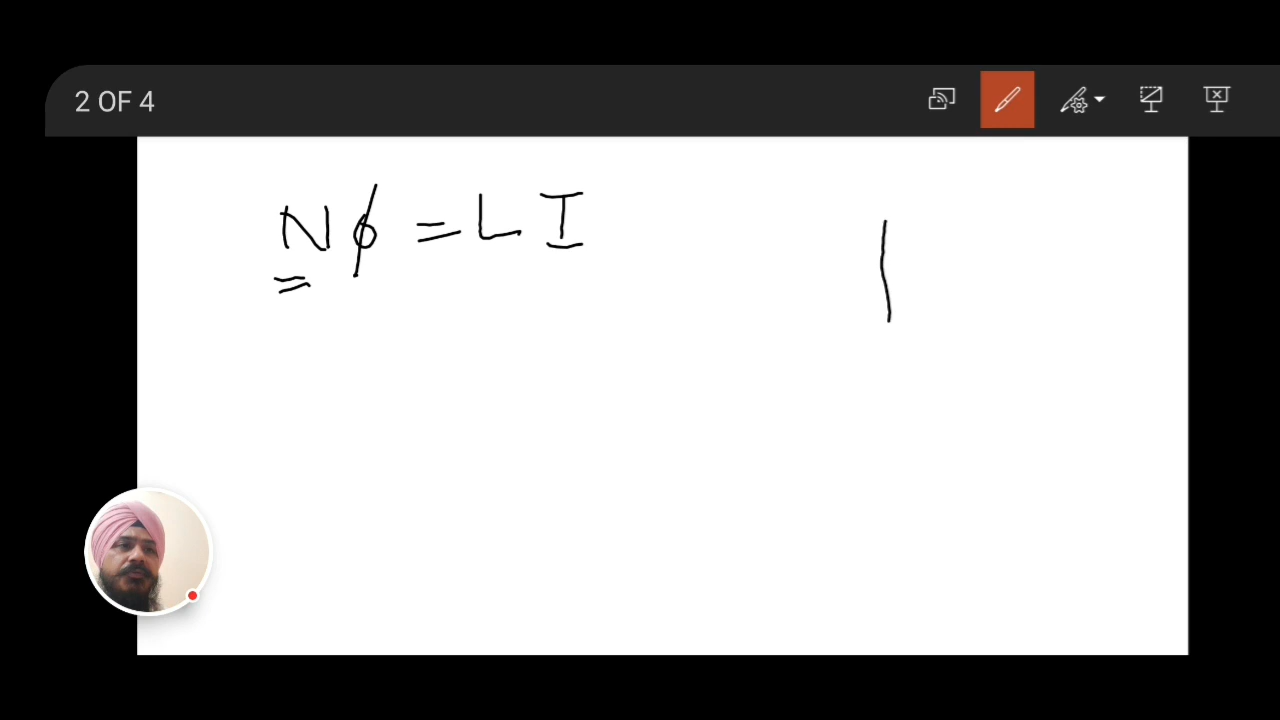 2 OF 4
Nϕ = LI